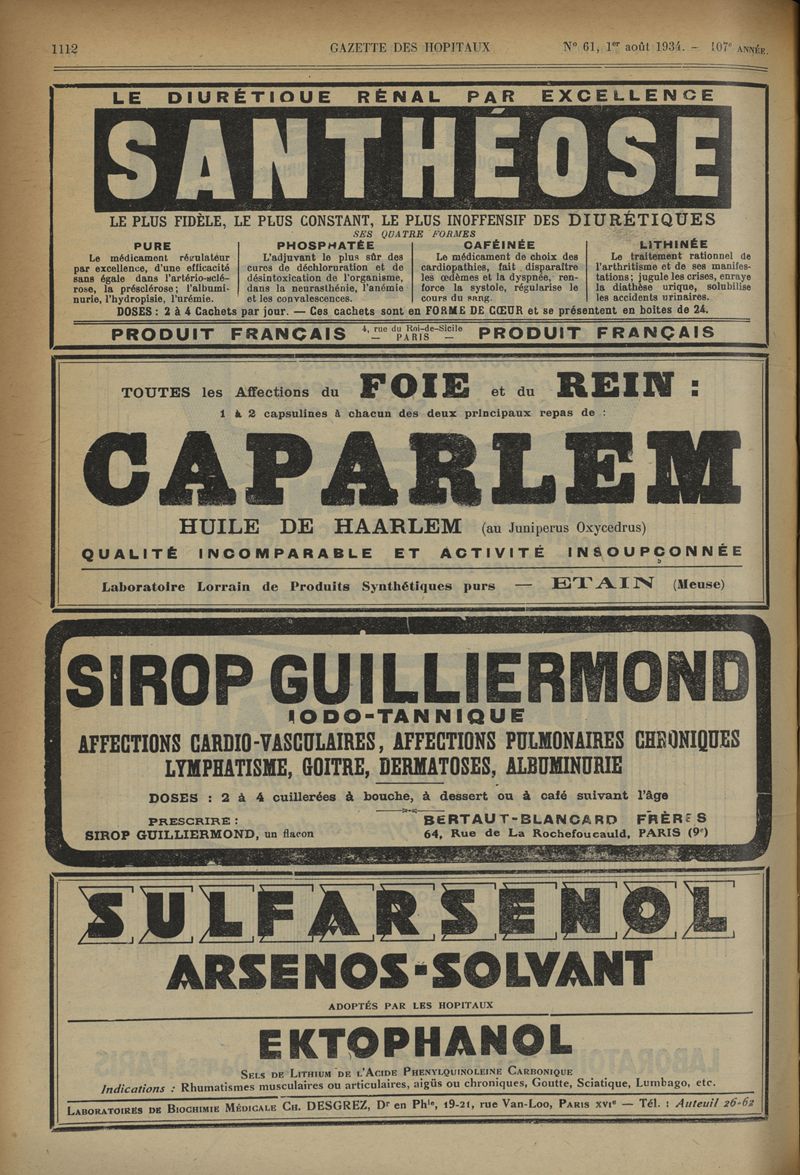 1112 GAZETTE DES HOPITAUX N° 61, 1er août 1934. — 107e ANNÉE.
LE DIURÉTIQUE RÉNAL PAR EXCELLENCE
SANTHÉOSE
LE PLUS FIDÈLE, LE PLUS CONSTANT, LE PLUS INOFFENSIF DES DIURÉTIQUES
SES QUATRE FORMES
PURE
Le médicament régulateur
par excellence, d'une efficacité
sans égale dans l'artério-sclé-
rose, la présclérose; l'albumi-
nurie, l'hydropisie, l'urémie.
PHOSPHATÉE
L'adjuvant le plus sûr des
cures de déchloruration et de
désintoxication de l'organisme,
dans la neurasthénie, l'anémie
et les convalescences.
CAFÉINÉE
Le médicament de choix des
cardiopathies, fait disparaître
les œdèmes et la dyspnée, ren-
force la systole, régularise le
cours du sang.
LITHINÉE
Le traitement rationnel de
l'arthritisme et de ses manifes-
tations; jugule les crises, enraye
la diathèse urique, solubilise
les accidents urinaires.
DOSES : 2 à 4 Cachets par jour. — Ces cachets sont en FORME DE CŒUR et se présentent en boîtes de 24.
PRODUIT FRANÇAIS 4, rue du Roi-de-Sicile — PARIS — PRODUIT FRANÇAIS
TOUTES les Affections du FOIE et du REIN :
1 à 2 capsulines à chacun des deux principaux repas de :
CAPARLEM
HUILE DE HAARLEM (au Juniperus Oxycedrus)
QUALITÉ INCOMPARABLE ET ACTIVITÉ INSOUPÇONNÉE
Laboratoire Lorrain de Produits Synthétiques purs — ETAIN (Meuse)
SIROP GUILLIERMOND
IODO-TANNIQUE
AFFECTIONS CARDIO-VASCULAIRES, AFFECTIONS PULMONAIRES CHRONIQUES
LYMPHATISME, GOITRE, DERMATOSES, ALBUMINURIE
DOSES : 2 à 4 cuillerées à bouche, à dessert ou à café suivant l'âge
PRESCRIRE :
SIROP GUILLIERMOND, un flacon
BERTAUT-BLANCARD FRÈRES
64, Rue de La Rochefoucauld, PARIS (9e)
SULFARSENOL
ARSENOS-SOLVANT
ADOPTÉS PAR LES HOPITAUX
EKTOPHANOL
SELS DE LITHIUM DE L'ACIDE PHENYLQUINOLEINE CARBONIQUE
Indications : Rhumatismes musculaires ou articulaires, aigüs ou chroniques, Goutte, Sciatique, Lumbago, etc.
LABORATOIRES DE BIOCHIMIE MÉDICALE CH. DESGREZ, Dr en Phie, 19-21, rue Van-Loo, PARIS XVIe — Tél. : Auteuil 26-62